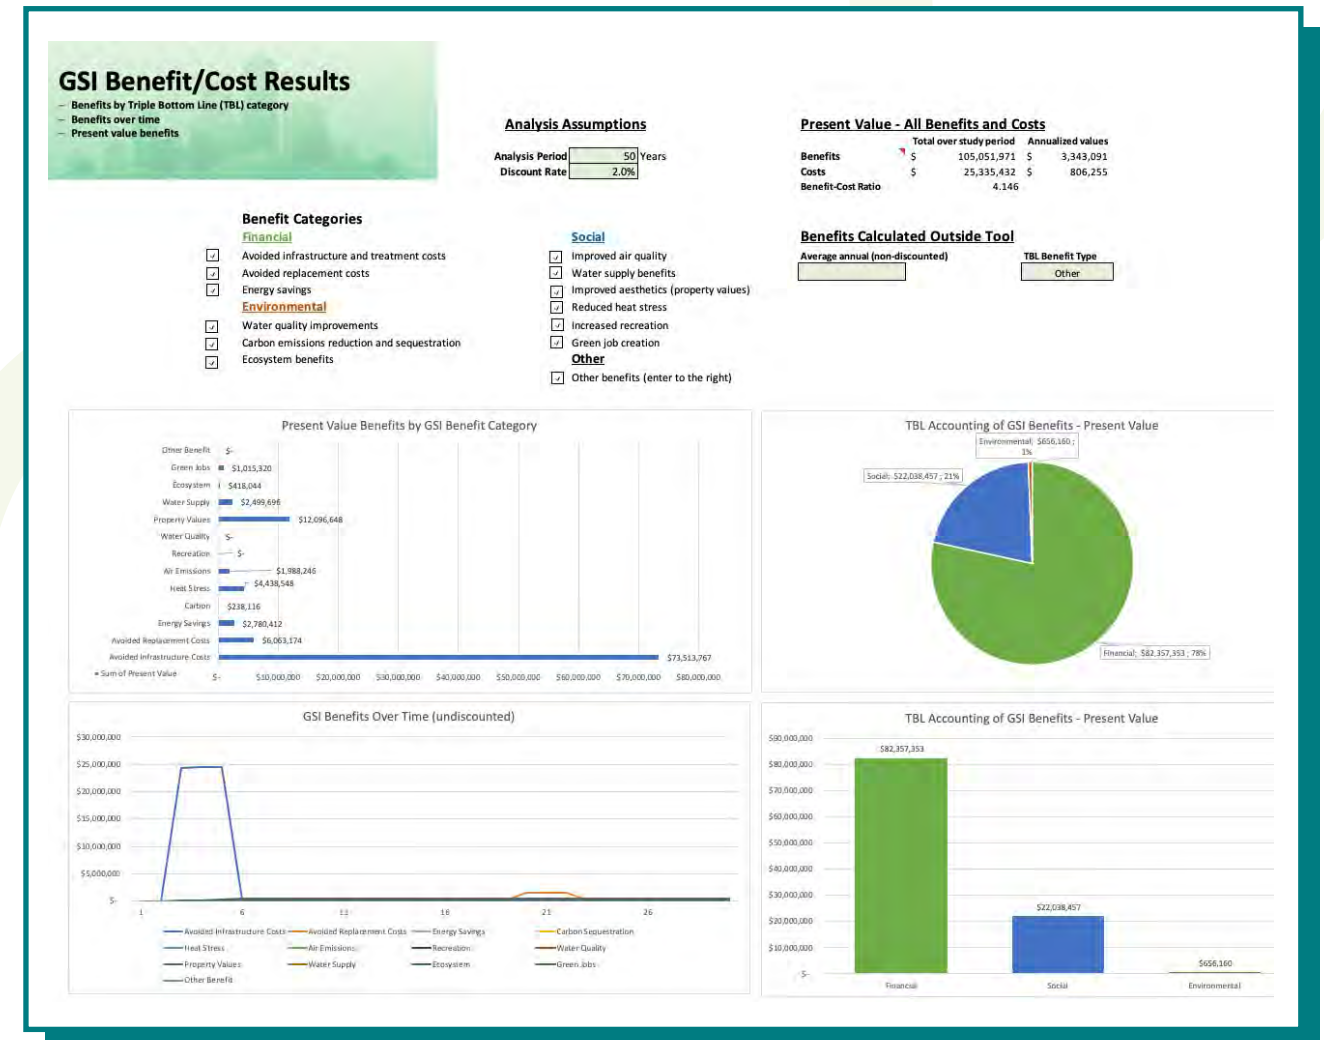 GSI Benefit/Cost Results
– Benefits by Triple Bottom Line (TBL) category
– Benefits over time
– Present value benefits
Analysis Assumptions
Analysis Period 50 Years
Discount Rate 2.0%
Present Value - All Benefits and Costs
Total over study period Annualized values
Benefits $ 105,051,971 $ 3,343,091
Costs $ 25,335,432 $ 806,255
Benefit-Cost Ratio 4.146
Benefit Categories
Financial
Avoided infrastructure and treatment costs
Avoided replacement costs
Energy savings
Environmental
Water quality improvements
Carbon emissions reduction and sequestration
Ecosystem benefits
Social
Improved air quality
Water supply benefits
Improved aesthetics (property values)
Reduced heat stress
Increased recreation
Green job creation
Other
Other benefits (enter to the right)
Benefits Calculated Outside Tool
Average annual (non-discounted) TBL Benefit Type
Other
Present Value Benefits by GSI Benefit Category
Other Benefit $-
Green Jobs $1,015,320
Ecosystem $418,044
Water Supply $2,499,696
Property Values $12,096,648
Water Quality $-
Recreation $-
Air Emissions $1,988,246
Heat Stress $4,438,548
Carbon $238,116
Energy Savings $2,780,412
Avoided Replacement Costs $6,063,174
Avoided Infrastructure Costs $73,513,767
Sum of Present Value $- $10,000,000 $20,000,000 $30,000,000 $40,000,000 $50,000,000 $60,000,000 $70,000,000 $80,000,000
TBL Accounting of GSI Benefits - Present Value
Environmental; $656,160 ;
1%
Social; $22,038,457 ; 21%
Financial; $82,357,353 ; 78%
GSI Benefits Over Time (undiscounted)
$30,000,000
$25,000,000
$20,000,000
$15,000,000
$10,000,000
$5,000,000
$-
1 6 11 16 21 26
Avoided Infrastructure Costs Avoided Replacement Costs Energy Savings Carbon Sequestration
Heat Stress Air Emissions Recreation Water Quality
Property Values Water Supply Ecosystem Green Jobs
Other Benefit
TBL Accounting of GSI Benefits - Present Value
$90,000,000
$80,000,000
$70,000,000
$60,000,000
$50,000,000
$40,000,000
$30,000,000
$20,000,000
$10,000,000
$-
$82,357,353
$22,038,457
$656,160
Financial Social Environmental